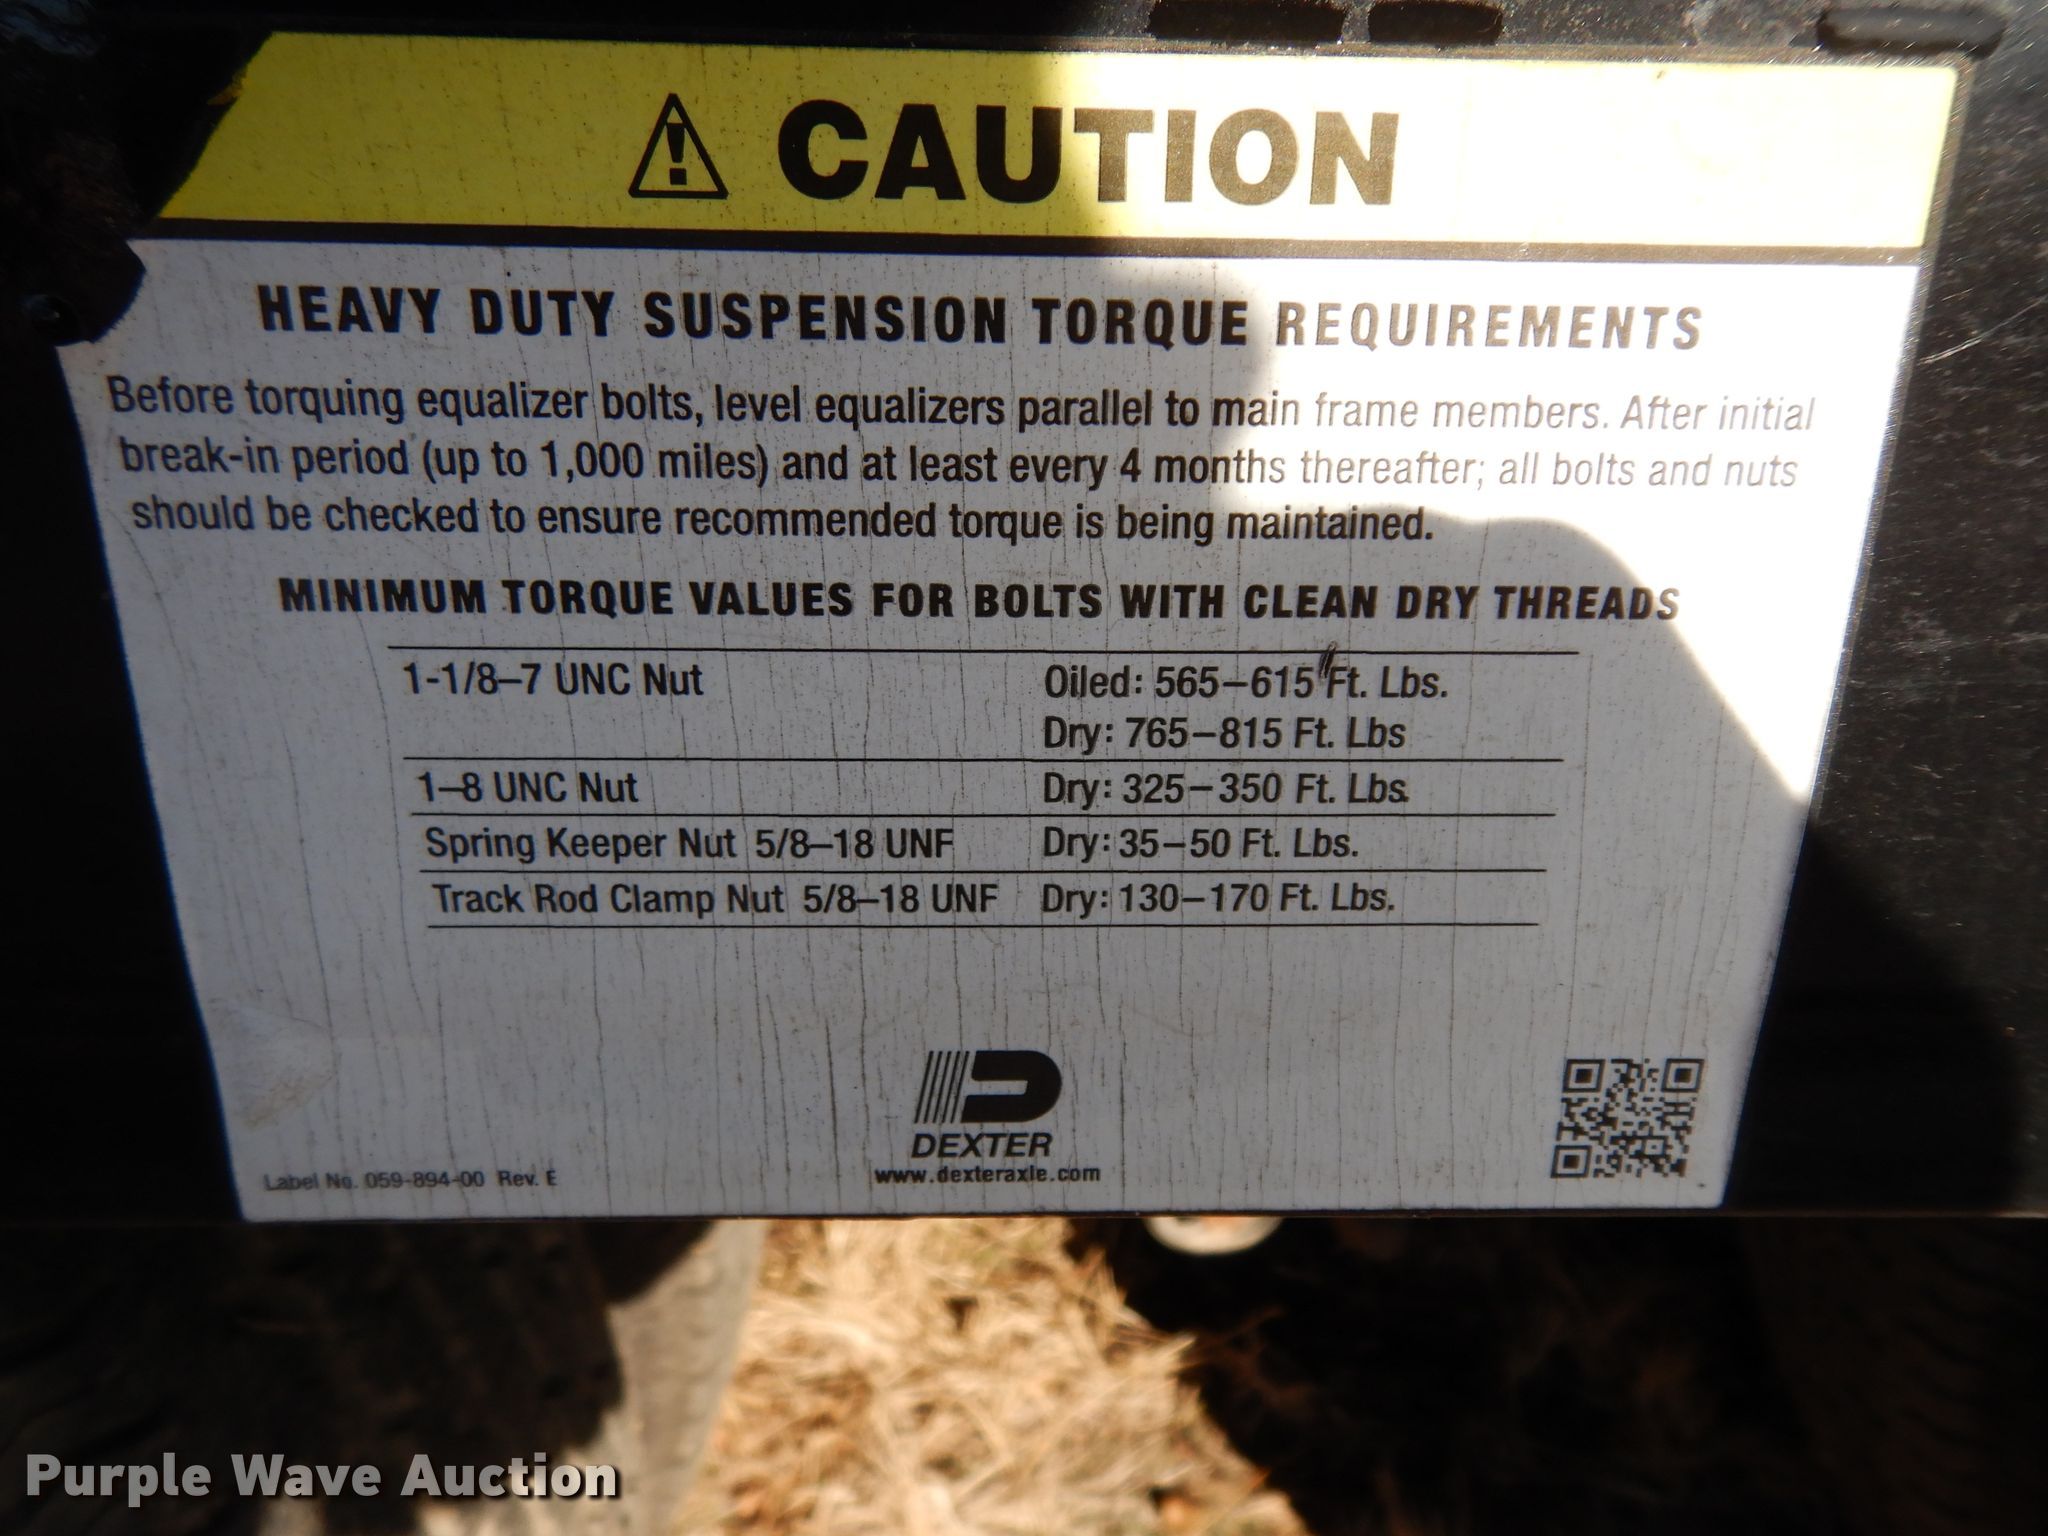 CAUTION
HEAVY DUTY SUSPENSION TORQUE REQUIREMENTS
Before torquing equalizer bolts, level equalizers parallel to main frame members. After initial
break-in period (up to 1,000 miles) and at least every 4 months thereafter; all bolts and nuts
should be checked to ensure recommended torque is being maintained.
MINIMUM TORQUE VALUES FOR BOLTS WITH CLEAN DRY THREADS
1-1/8–7 UNC Nut Oiled: 565–615 Ft. Lbs.
Dry: 765–815 Ft. Lbs
1–8 UNC Nut Dry: 325–350 Ft. Lbs.
Spring Keeper Nut 5/8–18 UNF Dry: 35–50 Ft. Lbs.
Track Rod Clamp Nut 5/8–18 UNF Dry: 130–170 Ft. Lbs.
DEXTER
www.dexteraxle.com
Label No. 059-894-00 Rev. E
Purple Wave Auction